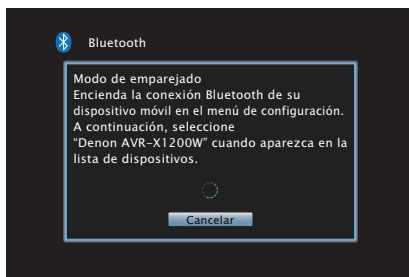 Bluetooth
Modo de emparejado
Encienda la conexión Bluetooth de su
dispositivo móvil en el menú de configuración.
A continuación, seleccione
“Denon AVR-X1200W” cuando aparezca en la
lista de dispositivos.
Cancelar